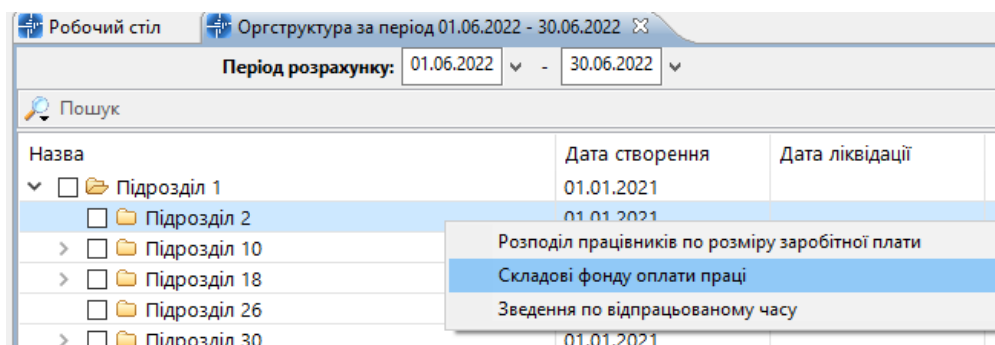 Робочий стіл Оргструктура за період 01.06.2022 - 30.06.2022
Період розрахунку: 01.06.2022 - 30.06.2022
Пошук
Назва Дата створення Дата ліквідації
Підрозділ 1 01.01.2021
Підрозділ 2 01.01.2021
Розподіл працівників по розміру заробітної плати
Підрозділ 10
Складові фонду оплати праці
Підрозділ 18
Зведення по відпрацьованому часу
Підрозділ 26
Підрозділ 30 01.01.2021